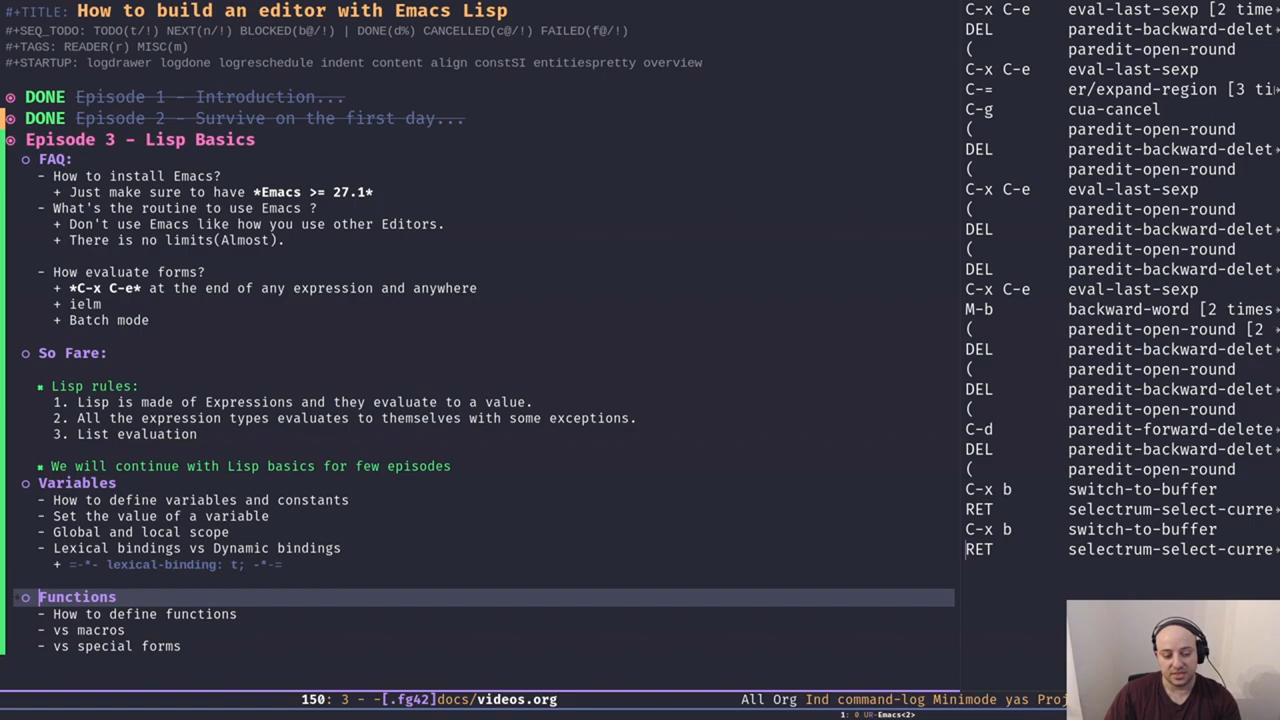 #+TITLE: How to build an editor with Emacs Lisp
#+SEQ_TODO: TODO(t/!) NEXT(n/!) BLOCKED(b@/!) | DONE(d%) CANCELLED(c@/!) FAILED(f@/!)
#+TAGS: READER(r) MISC(m)
#+STARTUP: logdrawer logdone logreschedule indent content align constSI entitiespretty overview
DONE Episode 1 - Introduction...
DONE Episode 2 - Survive on the first day...
Episode 3 - Lisp Basics
FAQ:
- How to install Emacs?
+ Just make sure to have *Emacs >= 27.1*
- What's the routine to use Emacs ?
+ Don't use Emacs like how you use other Editors.
+ There is no limits(Almost).
- How evaluate forms?
+ *C-x C-e* at the end of any expression and anywhere
+ ielm
+ Batch mode
So Fare:
Lisp rules:
1. Lisp is made of Expressions and they evaluate to a value.
2. All the expression types evaluates to themselves with some exceptions.
3. List evaluation
We will continue with Lisp basics for few episodes
Variables
- How to define variables and constants
- Set the value of a variable
- Global and local scope
- Lexical bindings vs Dynamic bindings
+ =-*- lexical-binding: t; -*-=
Functions
- How to define functions
- vs macros
- vs special forms
150: 3 - -[.fg42]docs/videos.org All Org Ind command-log Minimode yas Proj
1: 0 UR-Emacs<2>
C-x C-e eval-last-sexp [2 time
DEL paredit-backward-delet
( paredit-open-round
C-x C-e eval-last-sexp
C-= er/expand-region [3 ti
C-g cua-cancel
( paredit-open-round
DEL paredit-backward-delet
( paredit-open-round
C-x C-e eval-last-sexp
( paredit-open-round
DEL paredit-backward-delet
( paredit-open-round
DEL paredit-backward-delet
C-x C-e eval-last-sexp
M-b backward-word [2 times
( paredit-open-round [2
DEL paredit-backward-delet
( paredit-open-round
DEL paredit-backward-delet
( paredit-open-round
C-d paredit-forward-delete
DEL paredit-backward-delet
( paredit-open-round
C-x b switch-to-buffer
RET selectrum-select-curre
C-x b switch-to-buffer
RET selectrum-select-curre